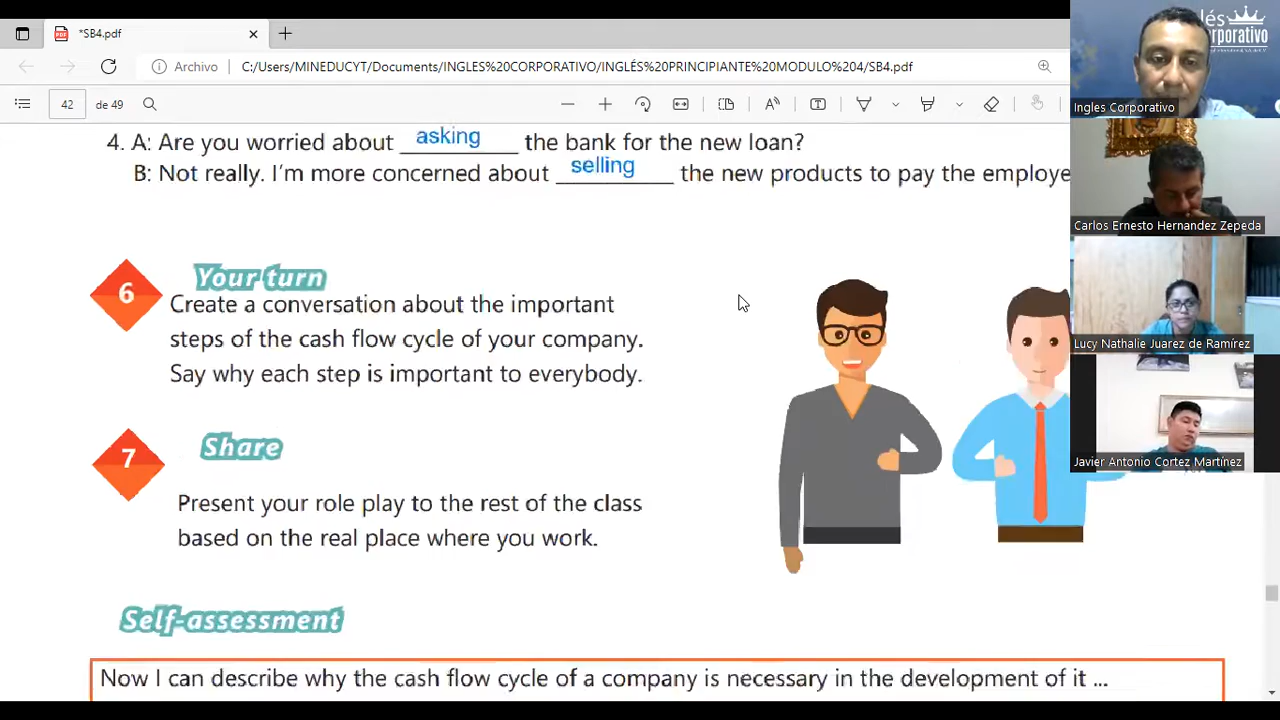 *SB4.pdf
Archivo
C:/Users/MINEDUCYT/Documents/INGLES%20CORPORATIVO/INGLÉS%20PRINCIPIANTE%20MODULO%204/SB4.pdf
42
de 49
4. A: Are you worried about asking the bank for the new loan?
B: Not really. I'm more concerned about selling the new products to pay the employe
6
Your turn
Create a conversation about the important
steps of the cash flow cycle of your company.
Say why each step is important to everybody.
7
Share
Present your role play to the rest of the class
based on the real place where you work.
Self-assessment
Now I can describe why the cash flow cycle of a company is necessary in the development of it ...
lés
orporativo
Ingles Corporativo
Carlos Ernesto Hernandez Zepeda
Lucy Nathalie Juarez de Ramírez
Javier Antonio Cortez Martínez